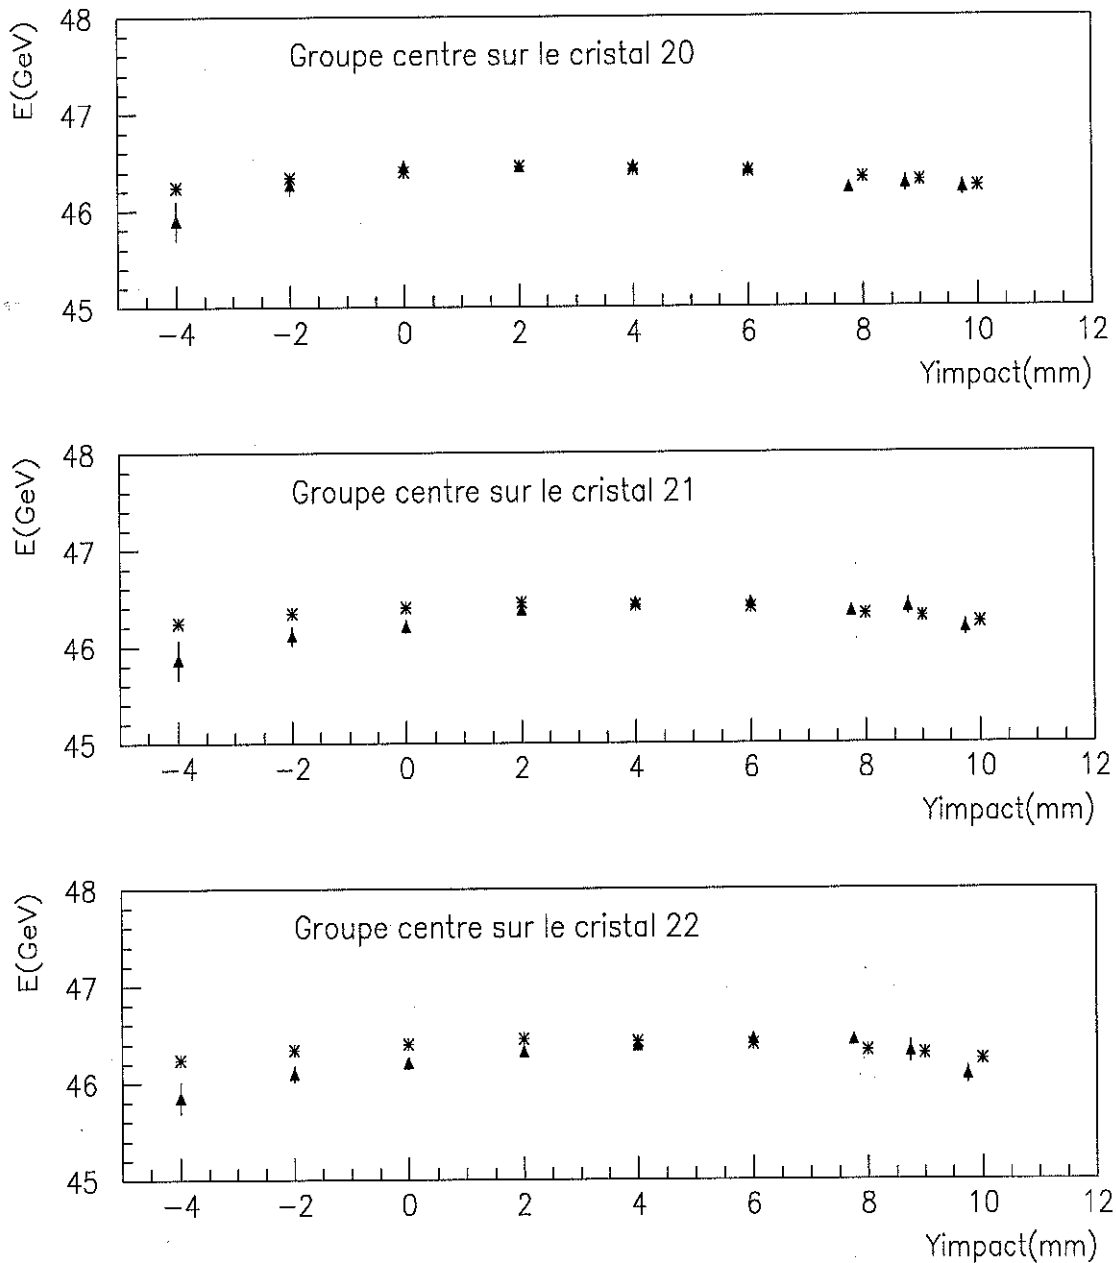 48
Groupe centre sur le cristal 20
E(GeV)
47
46
45
−4 −2 0 2 4 6 8 10 12
Yimpact(mm)
48
Groupe centre sur le cristal 21
E(GeV)
47
46
45
−4 −2 0 2 4 6 8 10 12
Yimpact(mm)
48
Groupe centre sur le cristal 22
E(GeV)
47
46
45
−4 −2 0 2 4 6 8 10 12
Yimpact(mm)